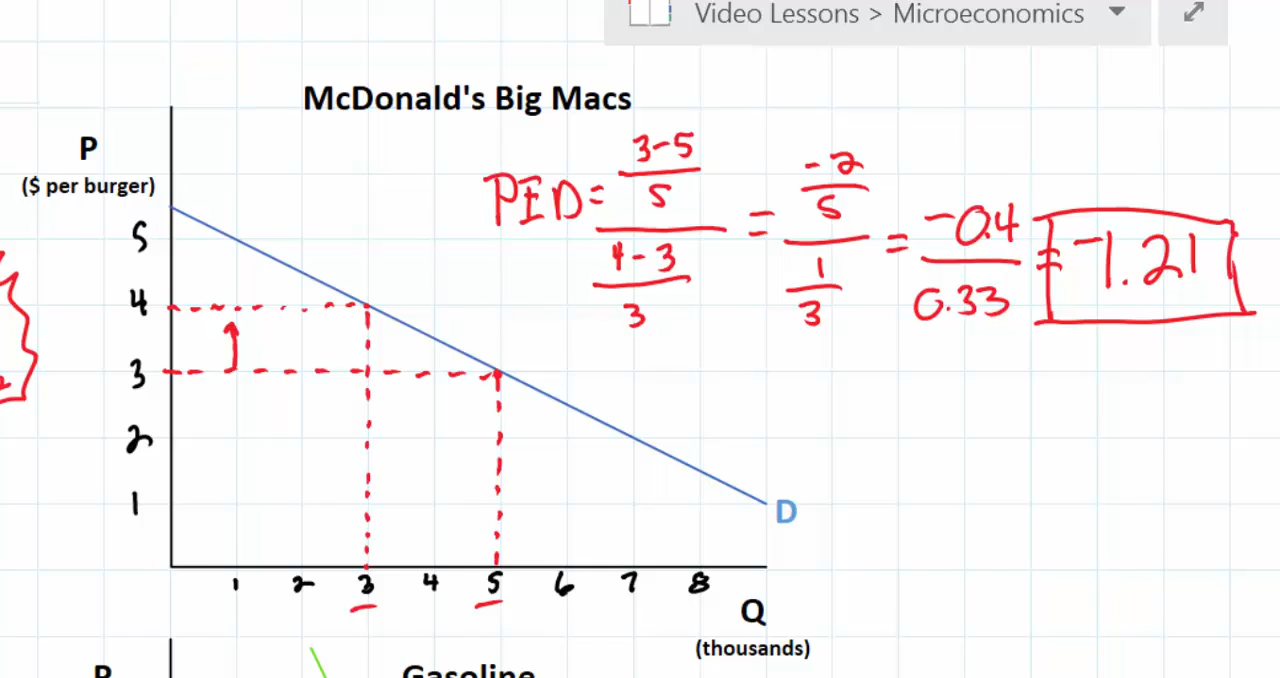 Video Lessons > Microeconomics
McDonald's Big Macs
P
($ per burger)
5
4
3
2
1
PED = 3-5 / 5 / 4-3 / 3 = -2 / 5 / 1 / 3 = -0.4 / 0.33 = -1.21
D
1 2 3 4 5 6 7 8
Q
(thousands)
P
Gasoline